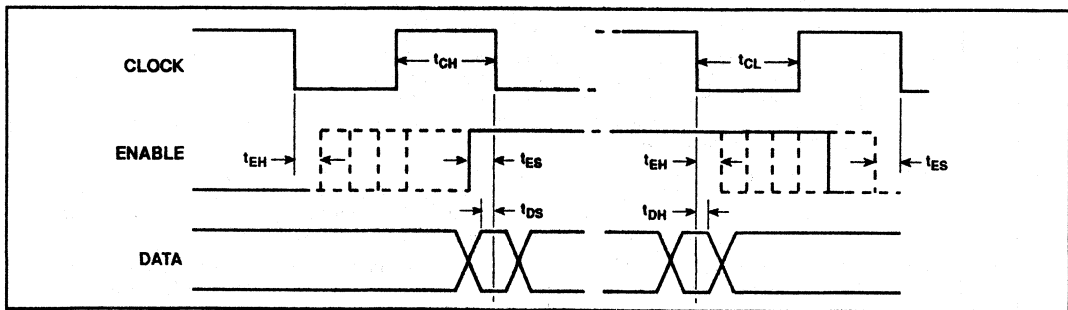 CLOCK
tCH
tCL
ENABLE
tEH
tES
tEH
tES
tDS
tDH
DATA